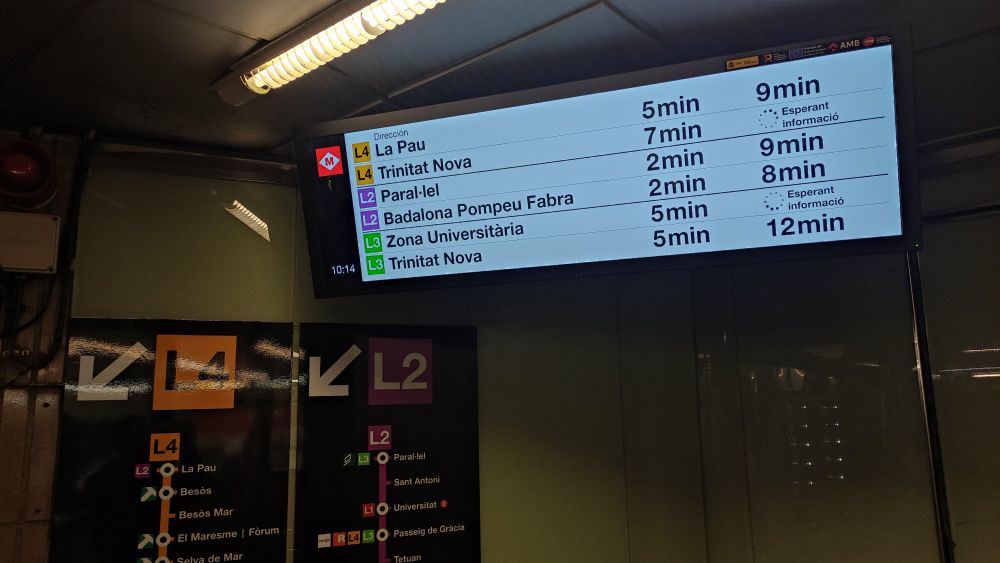 AMB
Dirección
L4 La Pau 5min 9min
L4 Trinitat Nova 7min Esperant informació
L2 Paral·lel 2min 9min
L2 Badalona Pompeu Fabra 2min 8min
L3 Zona Universitària 5min Esperant informació
L3 Trinitat Nova 5min 12min
M
10:14
L4
L4
L2 La Pau
Besòs
Besòs Mar
El Maresme | Fòrum
Selva de Mar
L2
L2
L3 Paral·lel
Sant Antoni
L1 Universitat
R L4 L3 Passeig de Gràcia
Tetuan